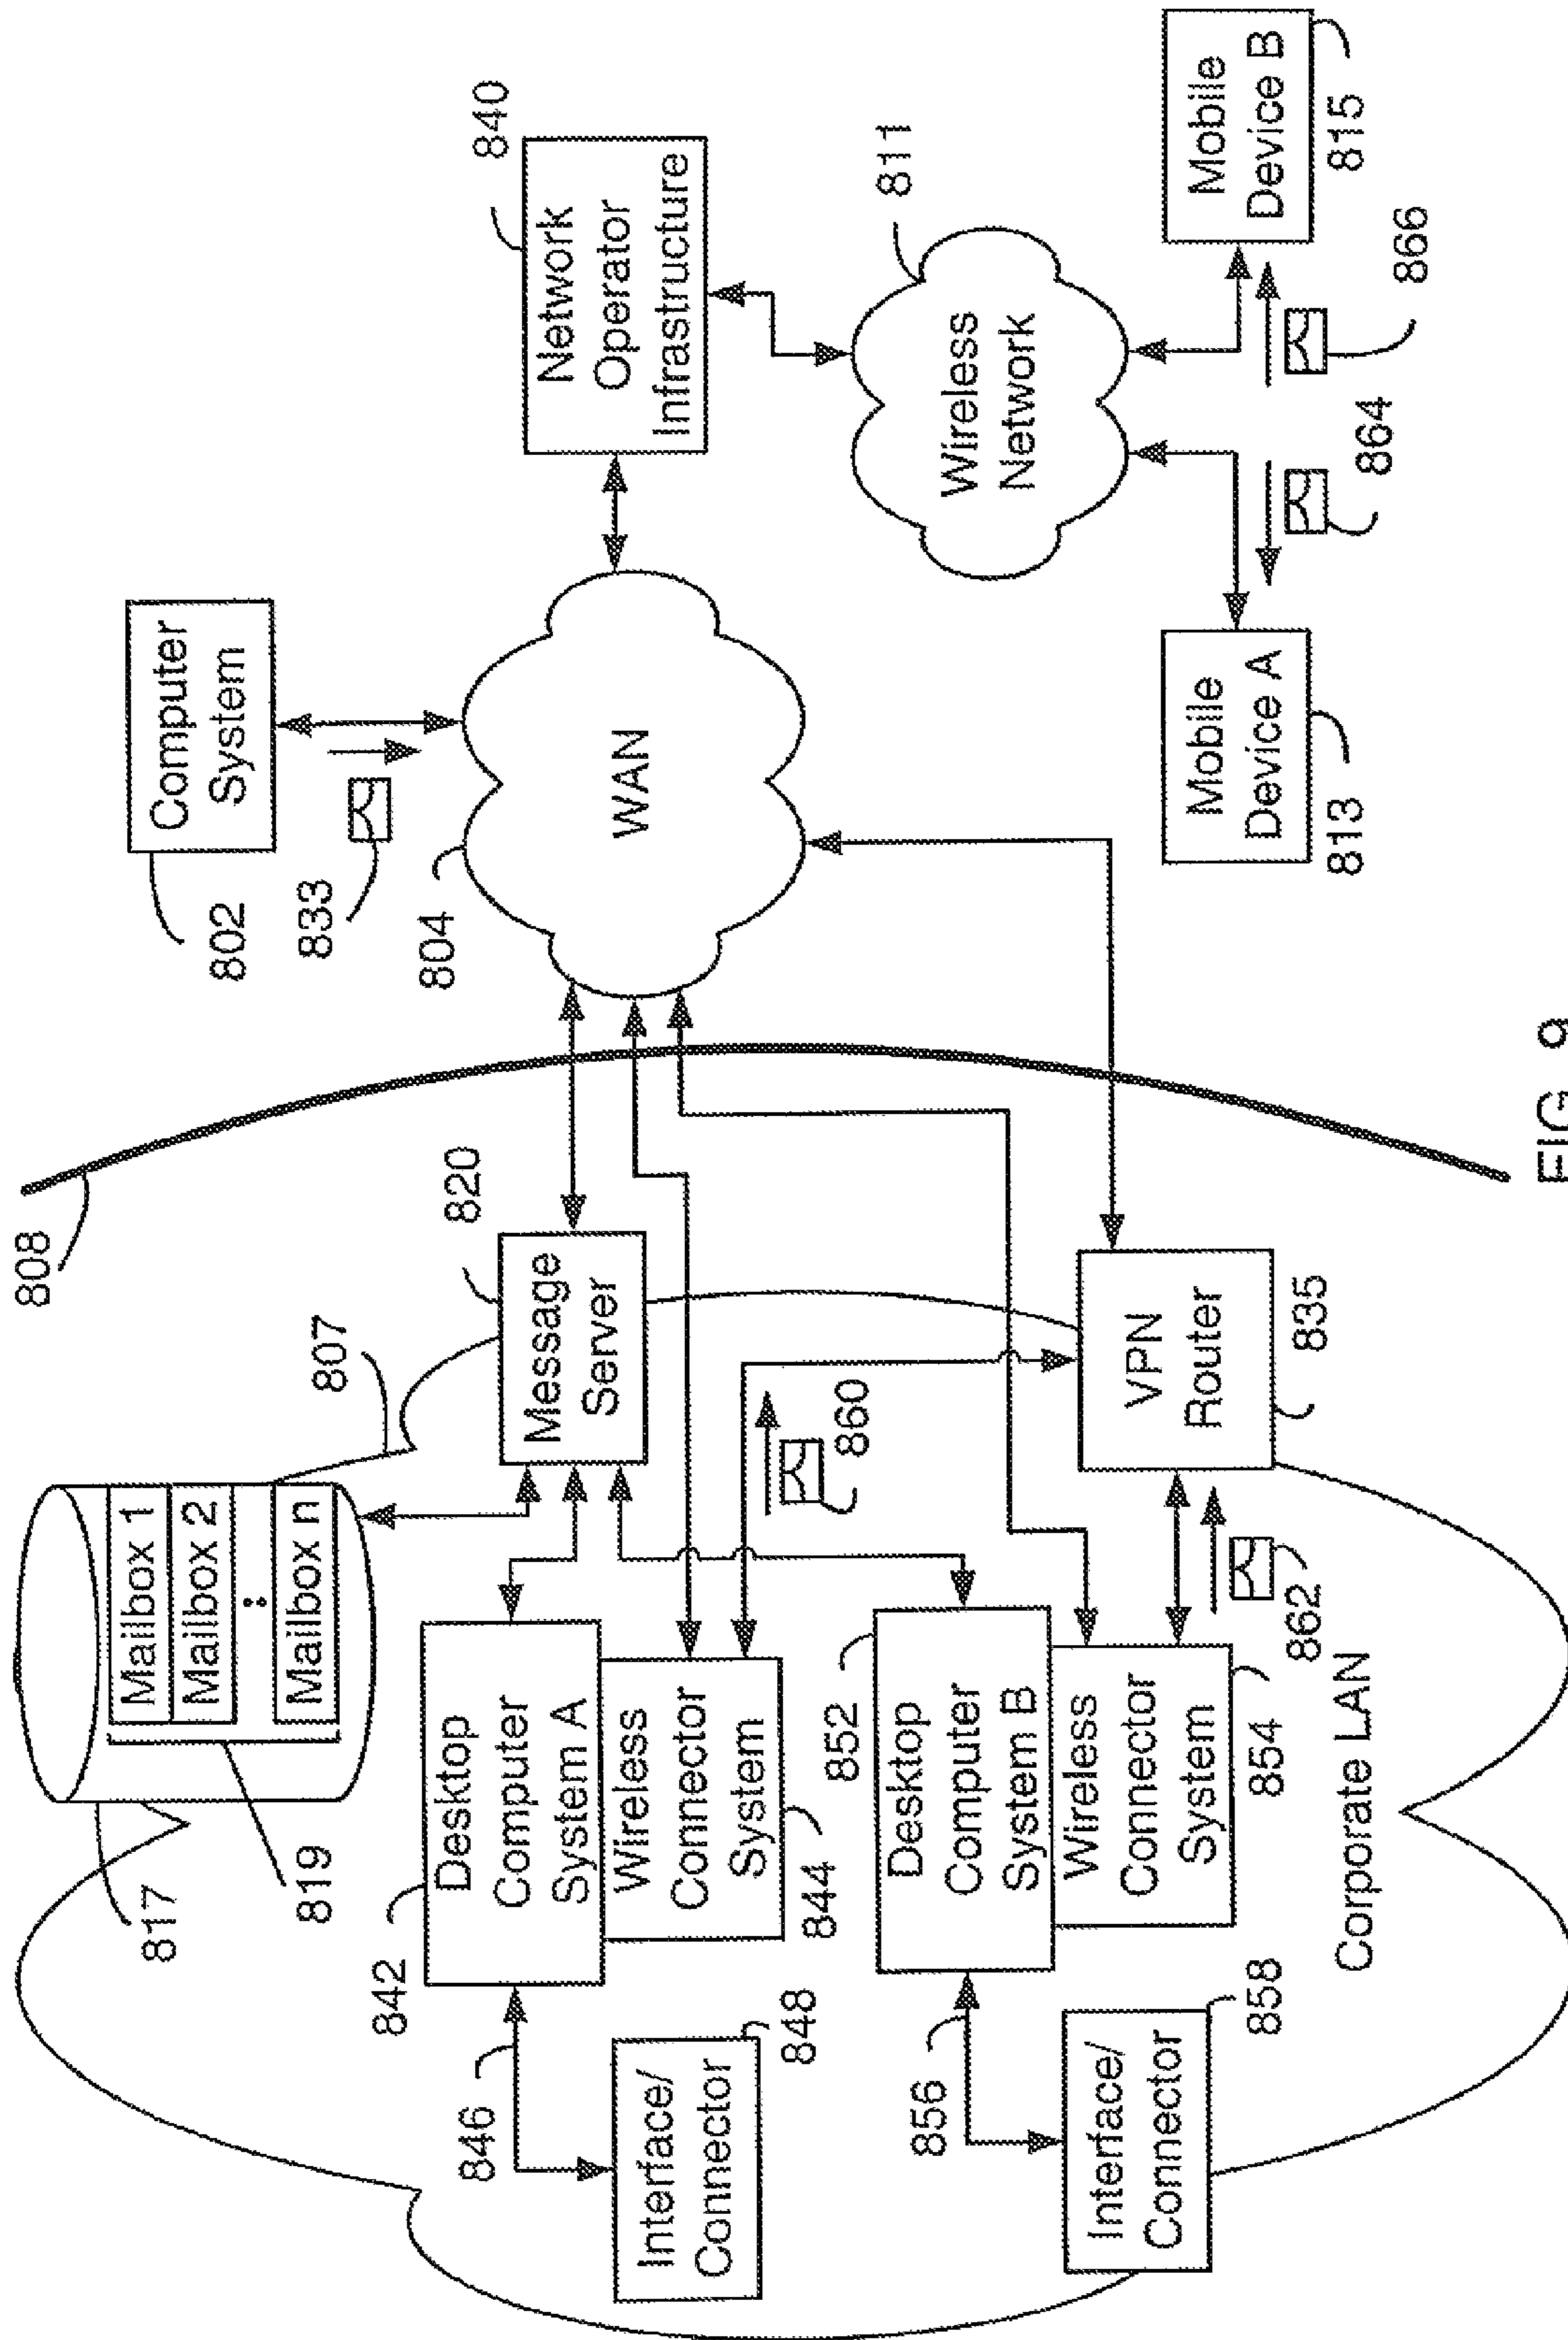 808
817
819
Mailbox 1
Mailbox 2
:
Mailbox n
807
820
Message
Server
802
Computer
System
833
804
WAN
840
Network
Operator
Infrastructure
811
Wireless
Network
Mobile
Device A
813
Mobile
Device B
815
864
866
842
Desktop
Computer
System A
Wireless
Connector
System
844
846
Interface/
Connector
848
860
852
Desktop
Computer
System B
Wireless
Connector
System
854
856
Interface/
Connector
858
862
VPN
Router
835
Corporate LAN
FIG. 9